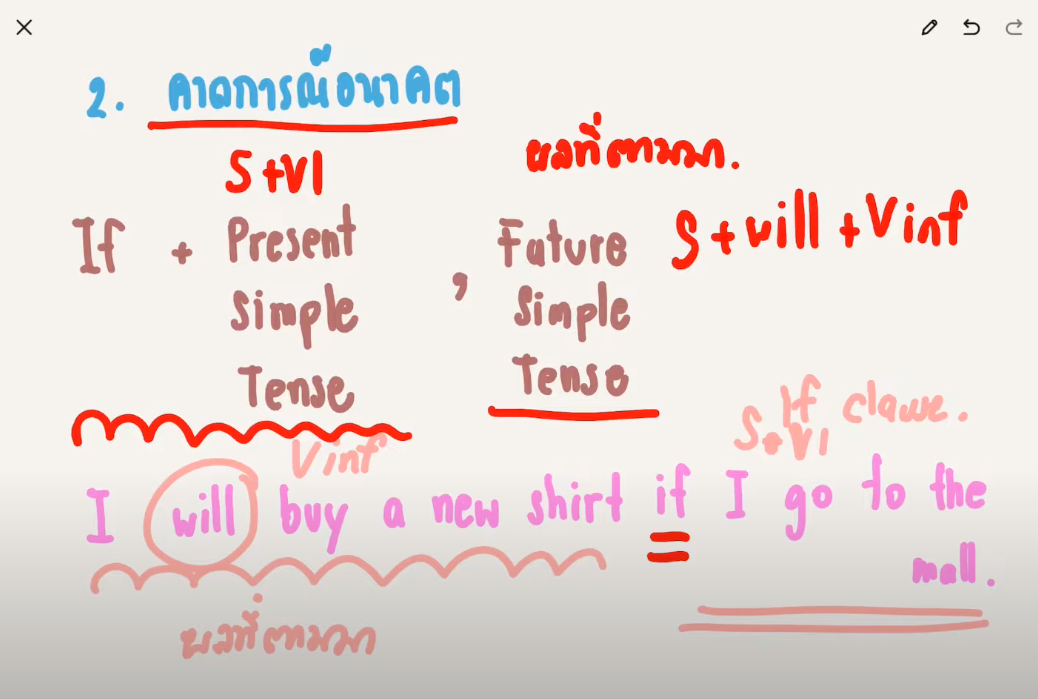 2. คาดการณ์อนาคต
S+V1
ผลที่ตามมา.
If + Present Simple Tense , Future Simple Tense
S + will + Vinf
If clause.
S+V1
Vinf
I will buy a new shirt if I go to the
mall.
ผลที่ตามมา